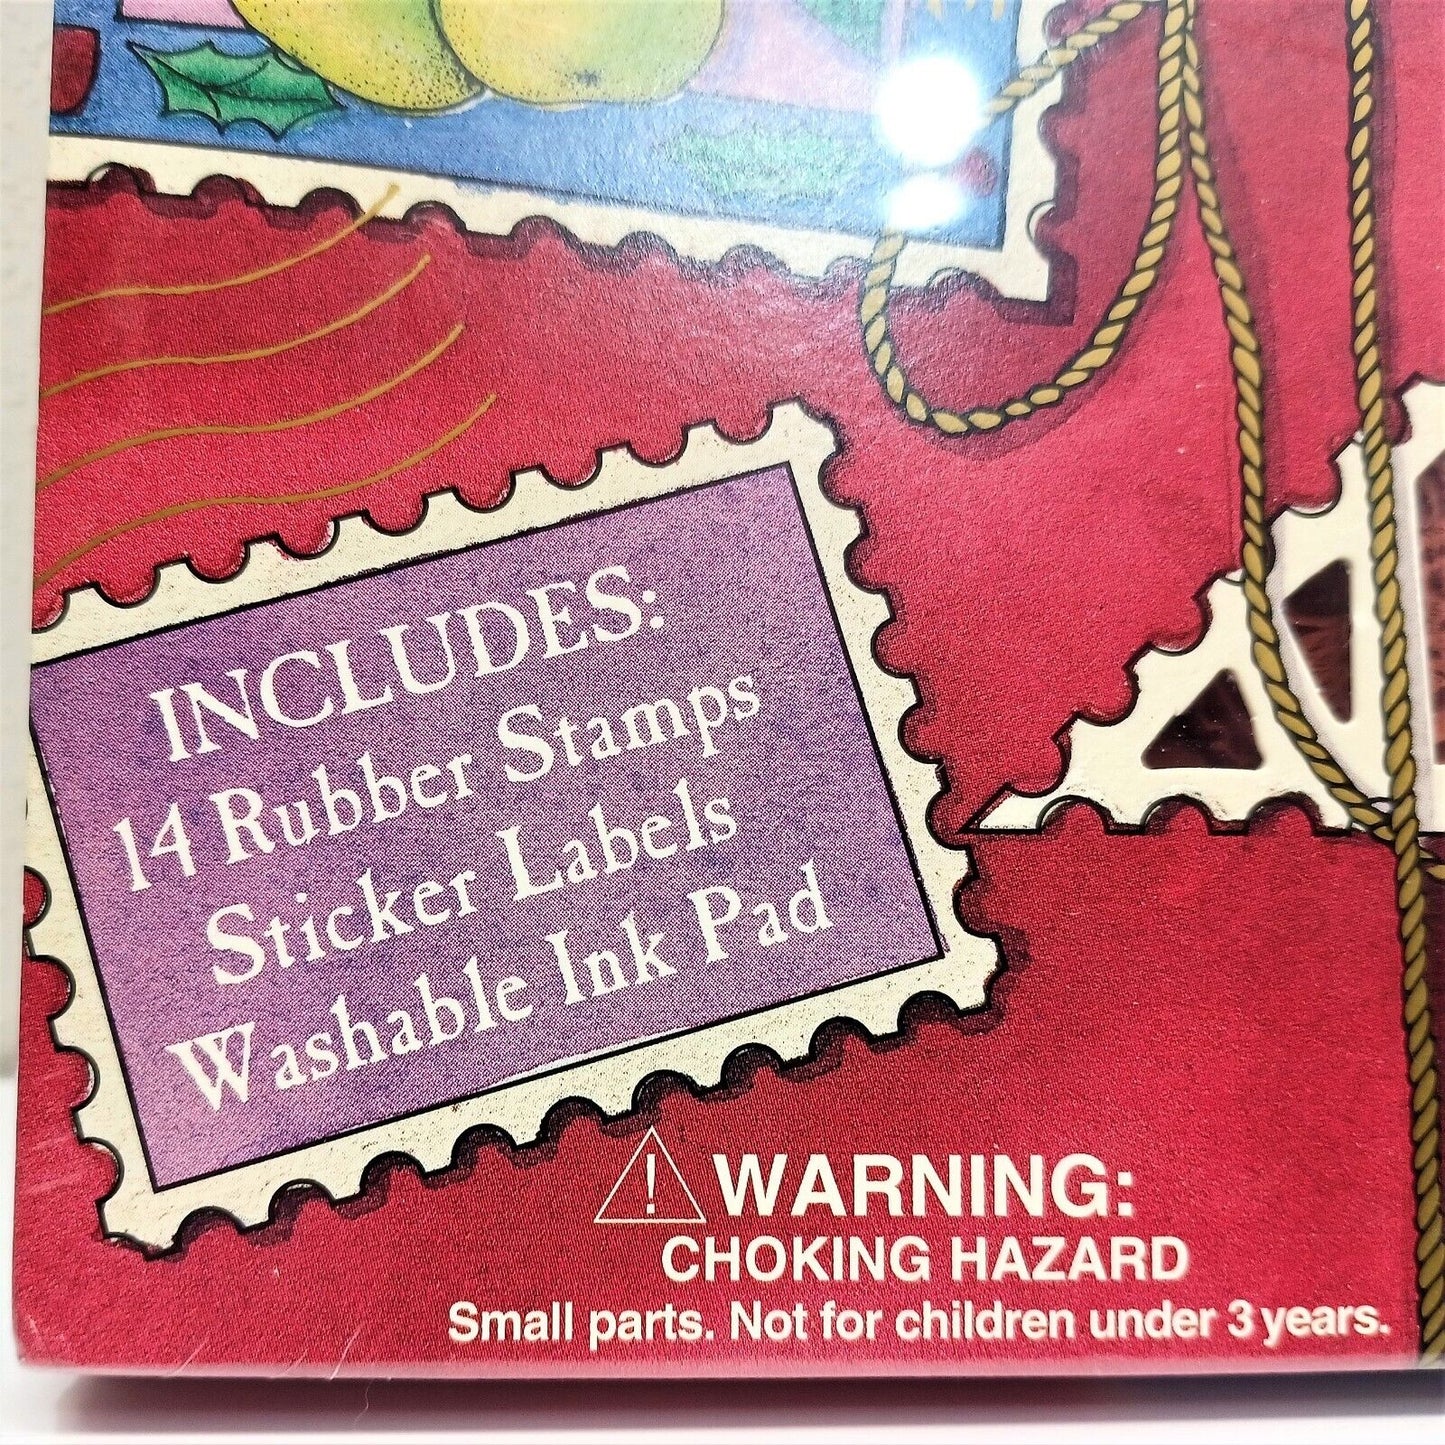 INCLUDES:
14 Rubber Stamps
Sticker Labels
Washable Ink Pad
! WARNING:
CHOKING HAZARD
Small parts. Not for children under 3 years.